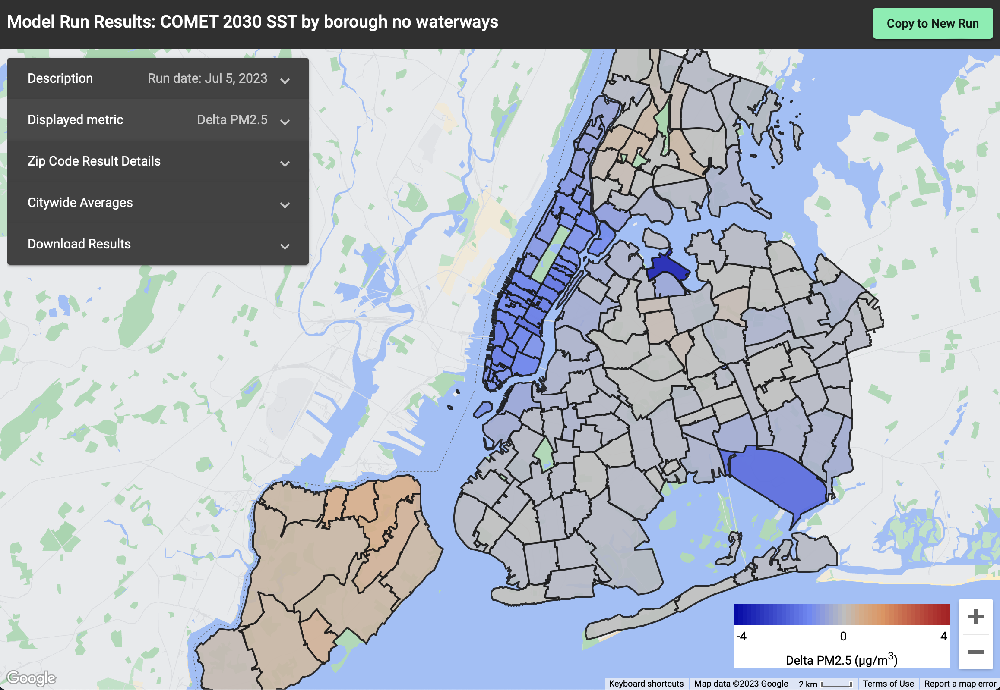 Model Run Results: COMET 2030 SST by borough no waterways
Copy to New Run
Description Run date: Jul 5, 2023
Displayed metric Delta PM2.5
Zip Code Result Details
Citywide Averages
Download Results
-4 0 4
Delta PM2.5 (µg/m³)
+
−
Google
Keyboard shortcuts Map data ©2023 Google 2 km Terms of Use Report a map error